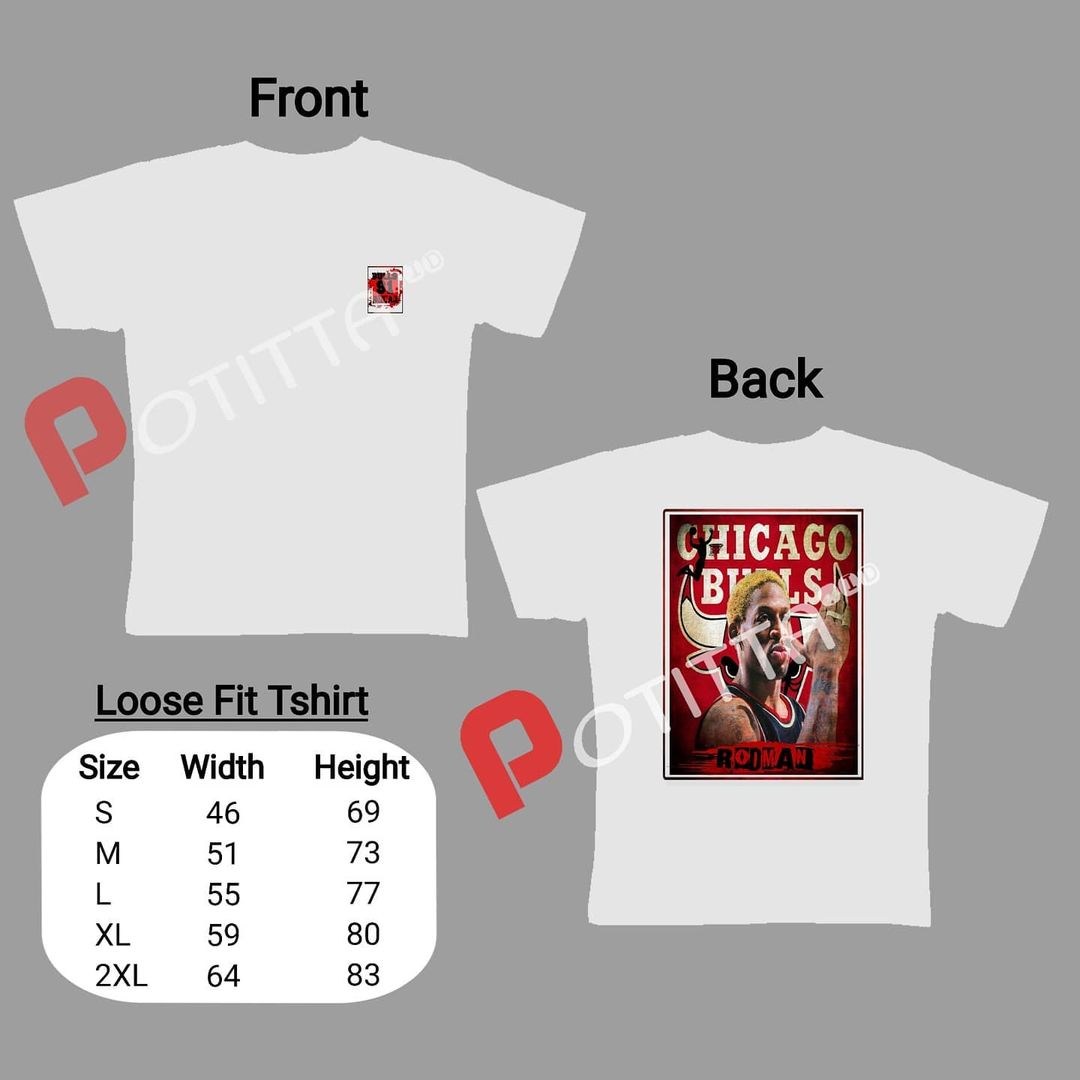 Front
BULLS
POTITTA
Back
CHICAGO
BULLS
POTITTA
RODMAN
Loose Fit Tshirt
Size Width Height
S 46 69
M 51 73
L 55 77
XL 59 80
2XL 64 83